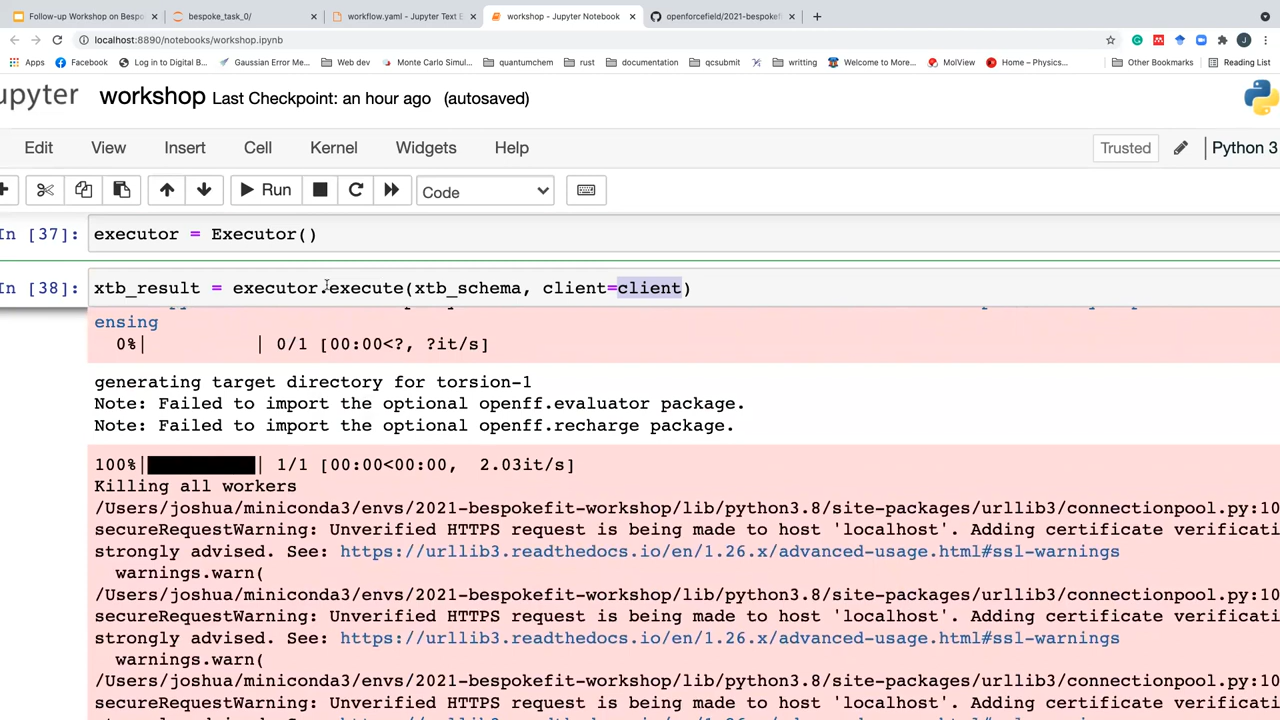 Follow-up Workshop on Bespo
bespoke_task_0/
workflow.yaml - Jupyter Text E
workshop - Jupyter Notebook
openforcefield/2021-bespokef
localhost:8890/notebooks/workshop.ipynb
Apps
Facebook
Log in to Digital B...
Gaussian Error Me...
Web dev
Monte Carlo Simul...
quantumchem
rust
documentation
qcsubmit
writting
Welcome to More...
MolView
Home – Physics...
Other Bookmarks
Reading List
upyter workshop Last Checkpoint: an hour ago (autosaved)
Edit View Insert Cell Kernel Widgets Help Trusted Python 3
Run Code
In [37]: executor = Executor()
In [38]: xtb_result = executor.execute(xtb_schema, client=client)
ensing
0%| | 0/1 [00:00<?, ?it/s]
generating target directory for torsion-1
Note: Failed to import the optional openff.evaluator package.
Note: Failed to import the optional openff.recharge package.
100%| | 1/1 [00:00<00:00, 2.03it/s]
Killing all workers
/Users/joshua/miniconda3/envs/2021-bespokefit-workshop/lib/python3.8/site-packages/urllib3/connectionpool.py:10
secureRequestWarning: Unverified HTTPS request is being made to host 'localhost'. Adding certificate verificati
strongly advised. See: https://urllib3.readthedocs.io/en/1.26.x/advanced-usage.html#ssl-warnings
warnings.warn(
/Users/joshua/miniconda3/envs/2021-bespokefit-workshop/lib/python3.8/site-packages/urllib3/connectionpool.py:10
secureRequestWarning: Unverified HTTPS request is being made to host 'localhost'. Adding certificate verificati
strongly advised. See: https://urllib3.readthedocs.io/en/1.26.x/advanced-usage.html#ssl-warnings
warnings.warn(
/Users/joshua/miniconda3/envs/2021-bespokefit-workshop/lib/python3.8/site-packages/urllib3/connectionpool.py:10
secureRequestWarning: Unverified HTTPS request is being made to host 'localhost'. Adding certificate verificati